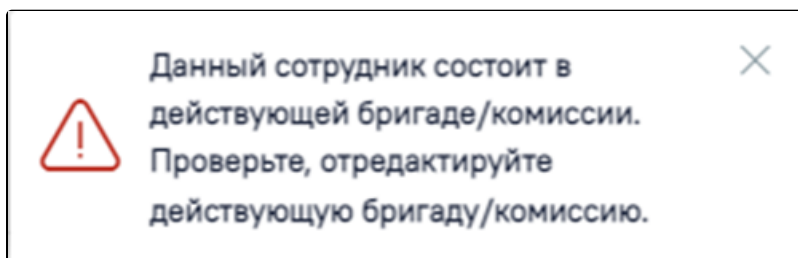 Данный сотрудник состоит в
действующей бригаде/комиссии.
Проверьте, отредактируйте
действующую бригаду/комиссию.